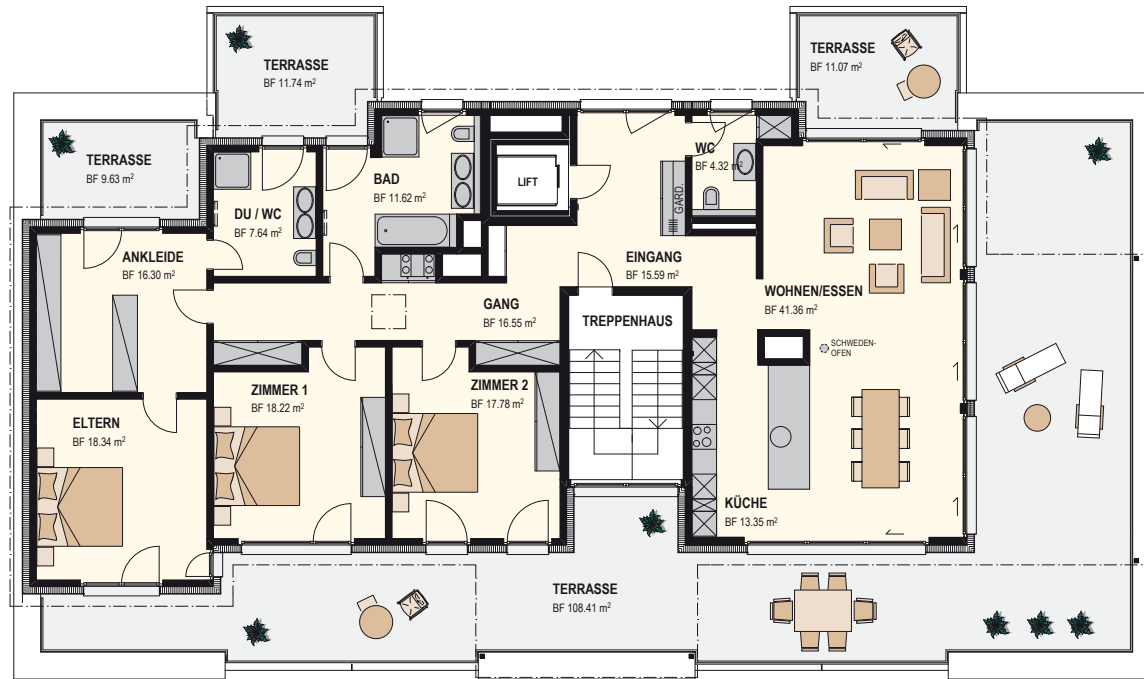 TERRASSE
BF 11.74 m²
TERRASSE
BF 11.07 m²
TERRASSE
BF 9.63 m²
DU / WC
BF 7.64 m²
BAD
BF 11.62 m²
LIFT
WC
BF 4.32 m²
GARD.
ANKLEIDE
BF 16.30 m²
EINGANG
BF 15.59 m²
GANG
BF 16.55 m²
WOHNEN/ESSEN
BF 41.36 m²
TREPPENHAUS
SCHWEDEN-
OFEN
ZIMMER 1
BF 18.22 m²
ZIMMER 2
BF 17.78 m²
ELTERN
BF 18.34 m²
KÜCHE
BF 13.35 m²
TERRASSE
BF 108.41 m²